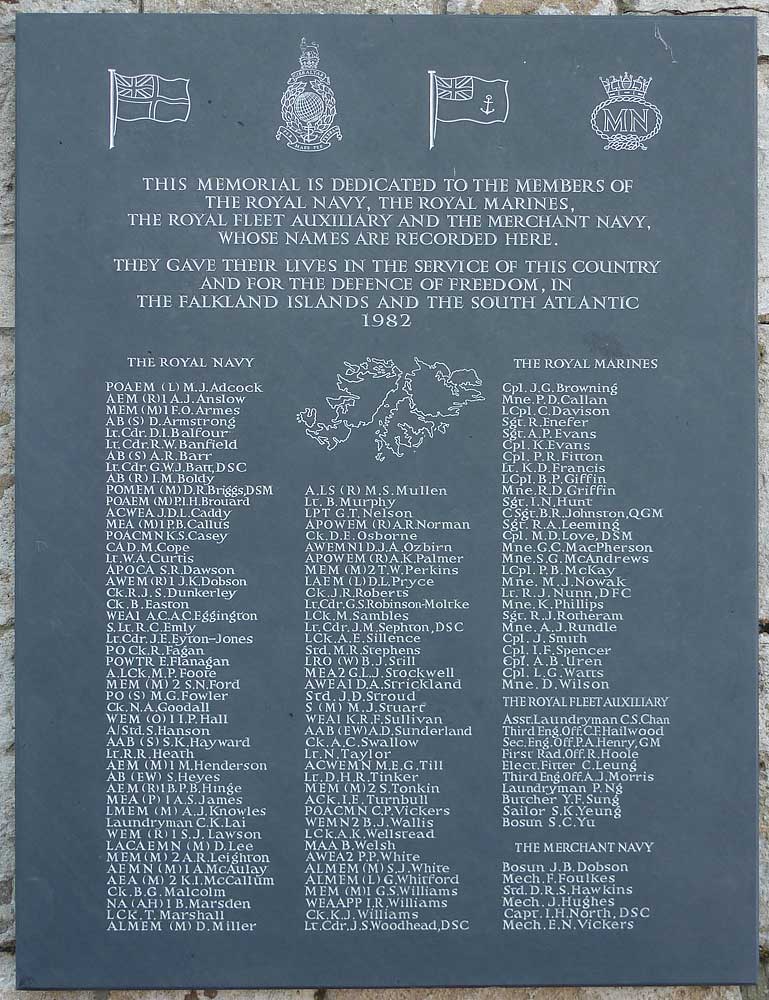 GIBRALTAR
PER MARE PER TERRAM
MN
THIS MEMORIAL IS DEDICATED TO THE MEMBERS OF
THE ROYAL NAVY, THE ROYAL MARINES,
THE ROYAL FLEET AUXILIARY AND THE MERCHANT NAVY,
WHOSE NAMES ARE RECORDED HERE.
THEY GAVE THEIR LIVES IN THE SERVICE OF THIS COUNTRY
AND FOR THE DEFENCE OF FREEDOM, IN
THE FALKLAND ISLANDS AND THE SOUTH ATLANTIC
1982
THE ROYAL NAVY
POAEM (L) M.J. Adcock
AEM (R)1 A.J. Anslow
MEM (M)1 F.O. Armes
AB (S) D. Armstrong
Lt. Cdr. D.I. Balfour
Lt. Cdr. R.W. Banfield
AB (S) A.R. Barr
Lt. Cdr. G.W.J. Batt, DSC
AB (R) I.M. Boldy
POMEM (M) D.R. Briggs, DSM
POAEM (M) P.I.H. Brouard
ACWEA J.D.L. Caddy
MEA (M)1 P.B. Callus
POACMN K.S. Casey
CA D.M. Cope
Lt. W.A. Curtis
APOCA S.R. Dawson
AWEM (R)1 J.K. Dobson
Ck. R.J.S. Dunkerley
Ck. B. Easton
WEA1 A.C.A.C. Eggington
S.Lt. R.C. Emly
Lt. Cdr. J.E. Eyton-Jones
PO Ck. R. Fagan
POWTR E. Flanagan
A.LCk. M.P. Foote
MEM (M) 2 S.N. Ford
PO (S) M.G. Fowler
Ck. N.A. Goodall
WEM (O) 1 I.P. Hall
A/Std. S. Hanson
AAB (S) S.K. Hayward
Lt. R.R. Heath
AEM (M) 1 M. Henderson
AB (EW) S. Heyes
AEM (R)1 B.P.B. Hinge
MEA (P) 1 A.S. James
LMEM (M) A.J. Knowles
Laundryman C.K. Lai
WEM (R) 1 S.J. Lawson
LACAEMN (M) D. Lee
MEM (M) 2 A.R. Leighton
AEMN (M)1 A. McAulay
AEA (M) 2 K.I. McCallum
Ck. B.G. Malcolm
NA (AH) 1 B. Marsden
LCK. T. Marshall
ALMEM (M) D. Miller
A.LS (R) M.S. Mullen
Lt. B. Murphy
LPT G.T. Nelson
APOWEM (R) A.R. Norman
Ck. D.E. Osborne
AWEMN1 D.J.A. Ozbirn
APOWEM (R) A.K. Palmer
MEM (M)2 T.W. Perkins
LAEM (L) D.L. Pryce
Ck. J.R. Roberts
Lt. Cdr. G.S. Robinson-Moltke
LCk. M. Sambles
Lt. Cdr. J.M. Sephton, DSC
LCk. A.E. Sillence
Std. M.R. Stephens
LRO (W) B.J. Still
MEA2 G.L.J. Stockwell
AWEA1 D.A. Strickland
Std. J.D. Stroud
S (M) M.J. Stuart
WEA1 K.R.F. Sullivan
AAB (EW) A.D. Sunderland
Ck. A.C. Swallow
Lt. N. Taylor
ACWEMN M.E.G. Till
Lt. D.H.R. Tinker
MEM (M) 2 S. Tonkin
ACk. I.E. Turnbull
POACMN C.P. Vickers
WEMN2 B.J. Wallis
LCk. A.K. Wellstead
MAA B. Welsh
AWEA2 P.P. White
ALMEM (M) S.J. White
ALMEM (L) G. Whitford
MEM (M)1 G.S. Williams
WEAAPP I.R. Williams
Ck. K.J. Williams
Lt. Cdr. J.S. Woodhead, DSC
THE ROYAL MARINES
Cpl. J.G. Browning
Mne. P.D. Callan
LCpl. C. Davison
Sgt. R. Enefer
Sgt. A.P. Evans
Cpl. K. Evans
Cpl. P.R. Fitton
Lt. K.D. Francis
LCpl. B.P. Giffin
Mne. R.D. Griffin
Sgt. I.N. Hunt
C Sgt. B.R. Johnston, QGM
Sgt. R.A. Leeming
Cpl. M.D. Love, DSM
Mne. G.C. MacPherson
Mne. S.G. McAndrews
LCpl. P.B. McKay
Mne. M.J. Nowak
Lt. R.J. Nunn, DFC
Mne. K. Phillips
Sgt. R.J. Rotheram
Mne. A.J. Rundle
Cpl. J. Smith
Cpl. I.F. Spencer
Cpl. A.B. Uren
Cpl. L.G. Watts
Mne. D. Wilson
THE ROYAL FLEET AUXILIARY
Asst. Laundryman C.S. Chan
Third Eng. Off. C.F. Hailwood
Sec. Eng. Off. P.A. Henry, GM
First Rad. Off. R. Hoole
Elect. Fitter C. Leung
Third Eng. Off. A.J. Morris
Laundryman P. Ng
Butcher Y.F. Sung
Sailor S.K. Yeung
Bosun S.C. Yu
THE MERCHANT NAVY
Bosun J.B. Dobson
Mech. F. Foulkes
Std. D.R.S. Hawkins
Mech. J. Hughes
Capt. I.H. North, DSC
Mech. E.N. Vickers